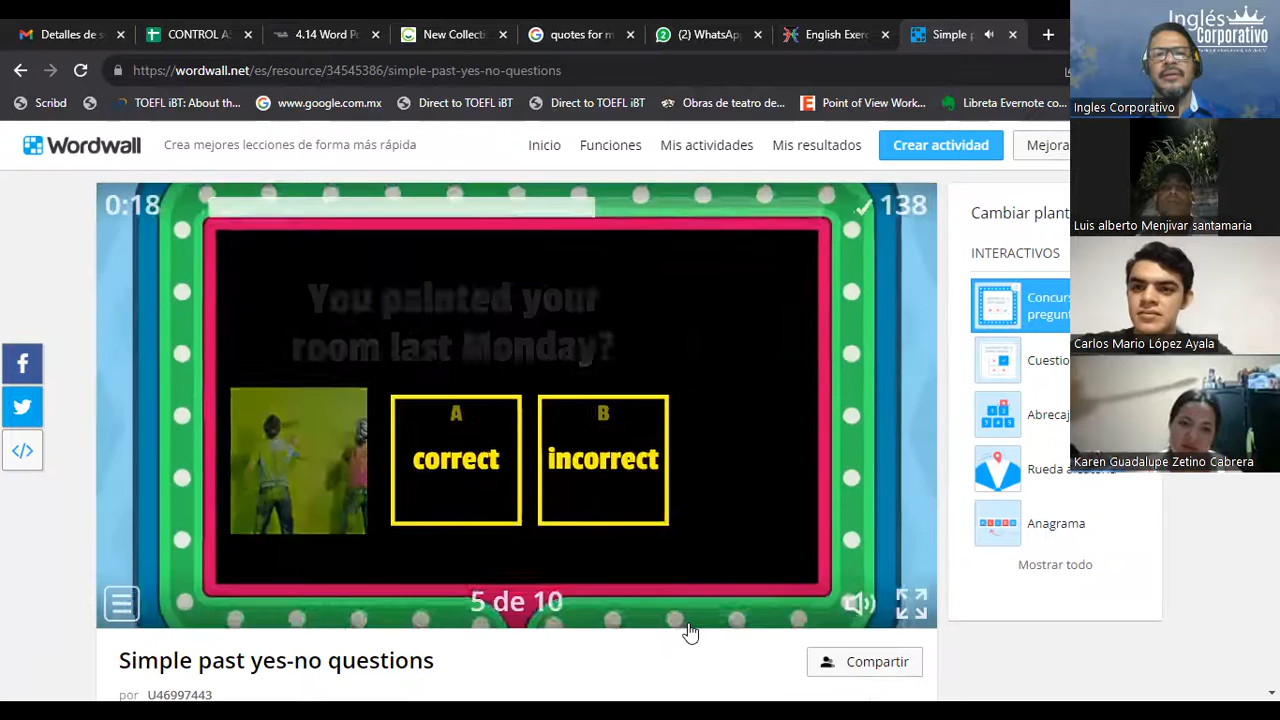 Detalles de s
CONTROL A
4.14 Word P
New Collecti
quotes for m
(2) WhatsAp
English Exer
Simple p
https://wordwall.net/es/resource/34545386/simple-past-yes-no-questions
Scribd
TOEFL iBT: About th...
www.google.com.mx
Direct to TOEFL iBT
Direct to TOEFL iBT
Obras de teatro de...
Point of View Work...
Libreta Evernote co...
Wordwall
Crea mejores lecciones de forma más rápida
Inicio
Funciones
Mis actividades
Mis resultados
Crear actividad
Mejora
0:18
138
You painted your
room last Monday?
A
correct
B
incorrect
5 de 10
Simple past yes-no questions
Compartir
por U46997443
Cambiar plant
INTERACTIVOS
Concurs
pregunt
Cuestio
Abrecaj
Rueda
Anagrama
Mostrar todo
Inglés
Corporativo
Ingles Corporativo
Luis alberto Menjivar santamaria
Carlos Mario López Ayala
Karen Guadalupe Zetino Cabrera